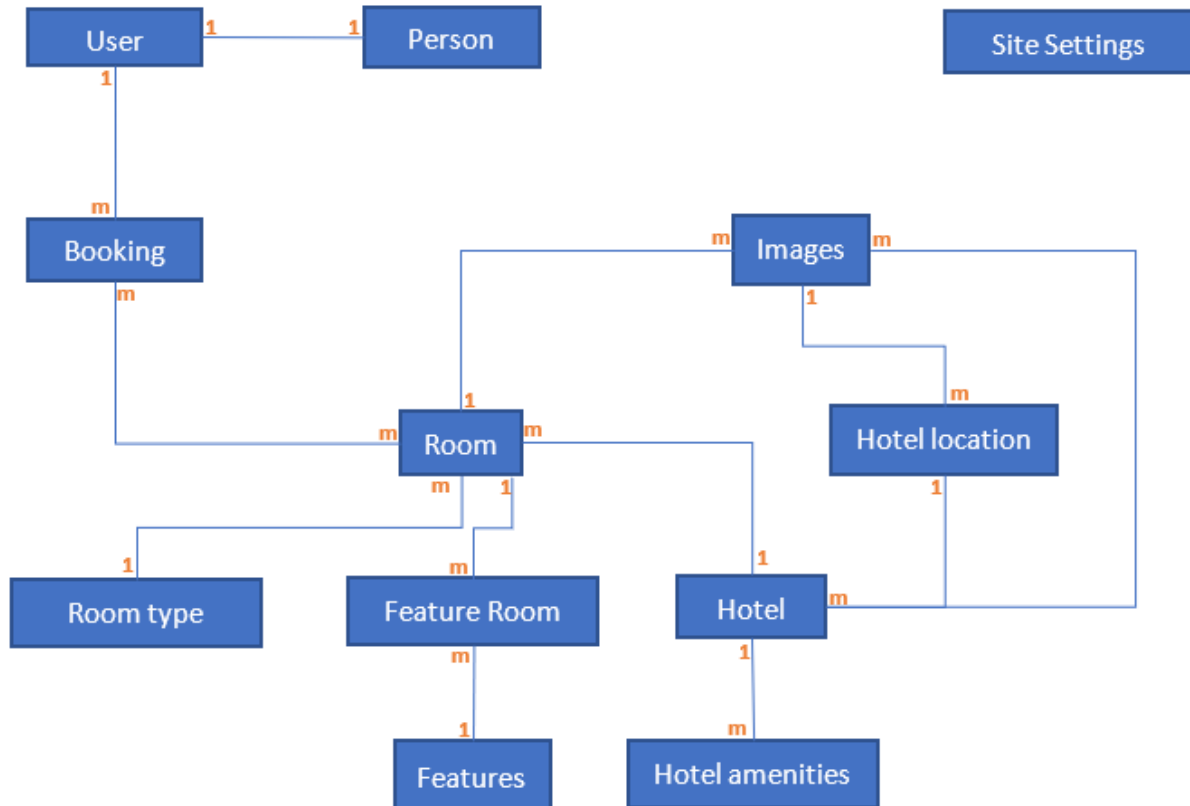 User
1
1
Person
Site Settings
1
m
Booking
m
m
Images
m
1
1
m
m
Room
m
m
Hotel location
m
1
1
1
m
1
Room type
Feature Room
Hotel
m
m
1
1
m
Features
Hotel amenities